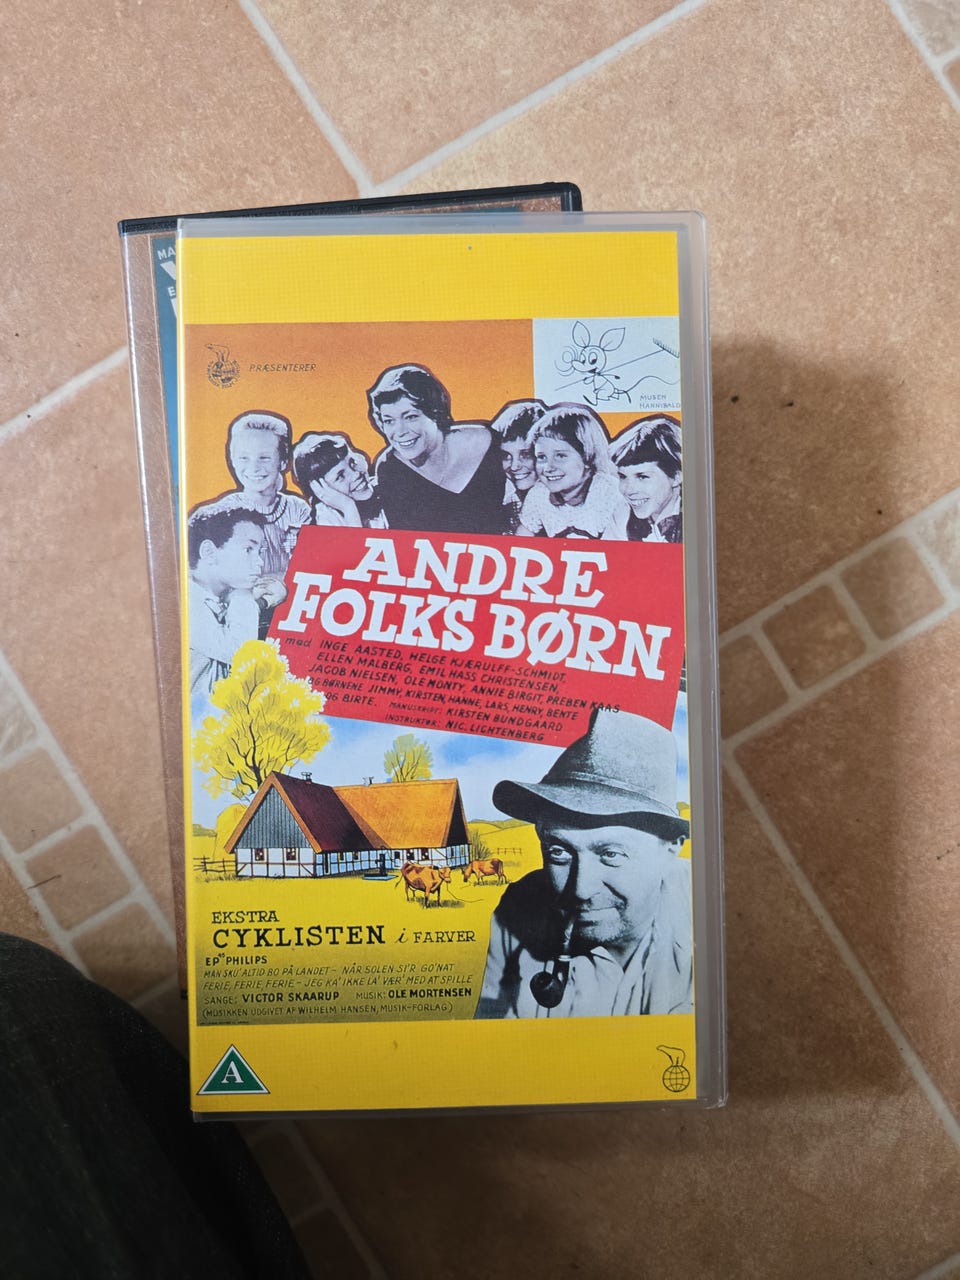 MA
PRÆSENTERER
MUSEN
HANNIBALD
ANDRE
FOLKS BØRN
med INGE AASTED, HELGE KJÆRULFF-SCHMIDT,
ELLEN MALBERG, EMIL HASS CHRISTENSEN,
JACOB NIELSEN, OLE MONTY, ANNIE BIRGIT, PREBEN KAAS
OG BØRNENE JIMMY, KIRSTEN, HANNE, LARS, HENRY, BENTE
OG BIRTE. MANUSKRIPT: KIRSTEN BUNDGAARD
INSTRUKTØR: NIC. LICHTENBERG
EKSTRA
CYKLISTEN i FARVER
EP 45 PHILIPS
MAN SKU' ALTID BO PÅ LANDET - NÅR SOLEN SI'R GO'NAT
FERIE, FERIE, FERIE - JEG KA' IKKE LA' VÆR' MED AT SPILLE
SANGE: VICTOR SKAARUP MUSIK: OLE MORTENSEN
(MUSIKKEN UDGIVET AF WILHELM HANSEN, MUSIK-FORLAG)
A